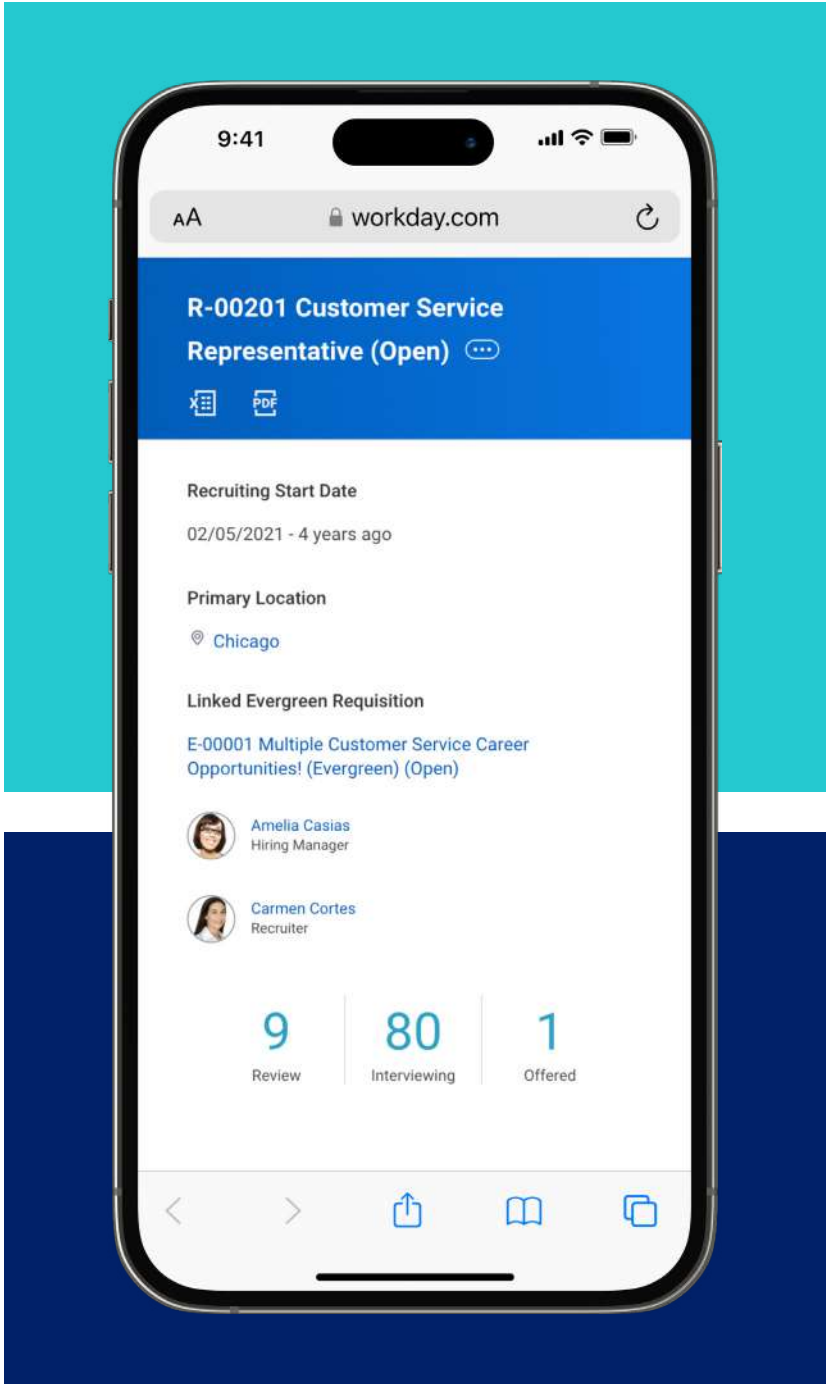 9:41
AA workday.com
R-00201 Customer Service
Representative (Open)
X PDF
Recruiting Start Date
02/05/2021 - 4 years ago
Primary Location
Chicago
Linked Evergreen Requisition
E-00001 Multiple Customer Service Career
Opportunities! (Evergreen) (Open)
Amelia Casias
Hiring Manager
Carmen Cortes
Recruiter
9 80 1
Review Interviewing Offered